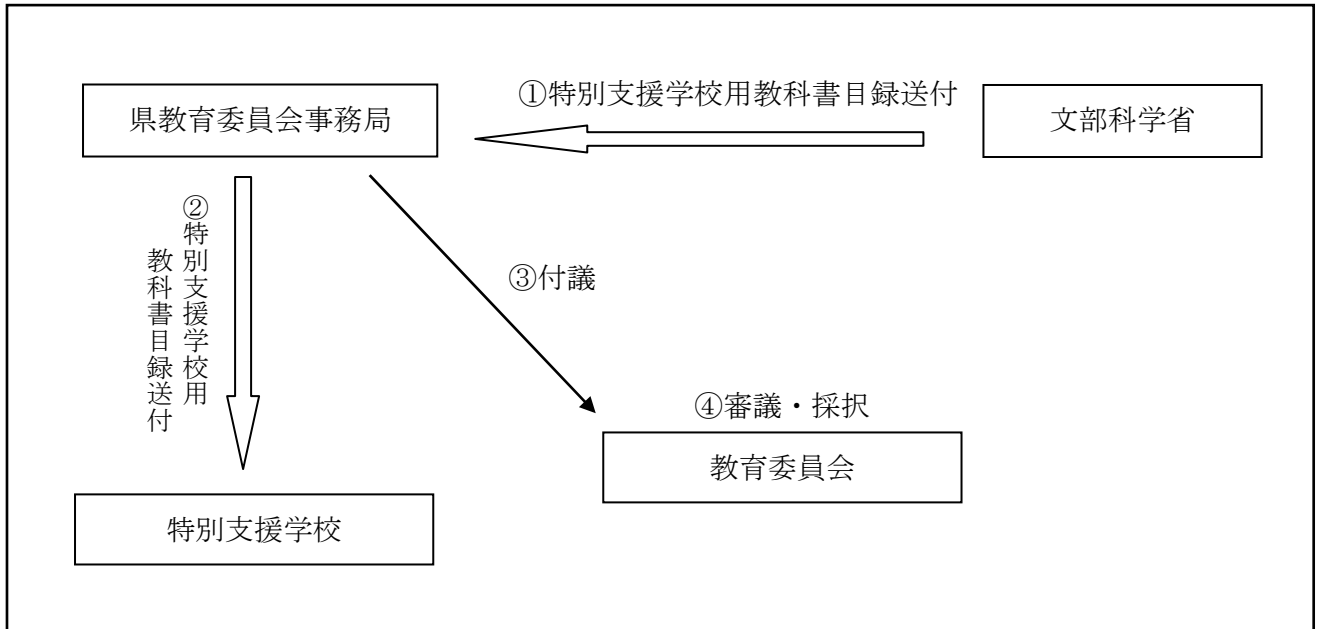 ①特別支援学校用教科書目録送付
県教育委員会事務局
文部科学省
②特別支援学校用
教科書目録送付
③付議
④審議・採択
教育委員会
特別支援学校